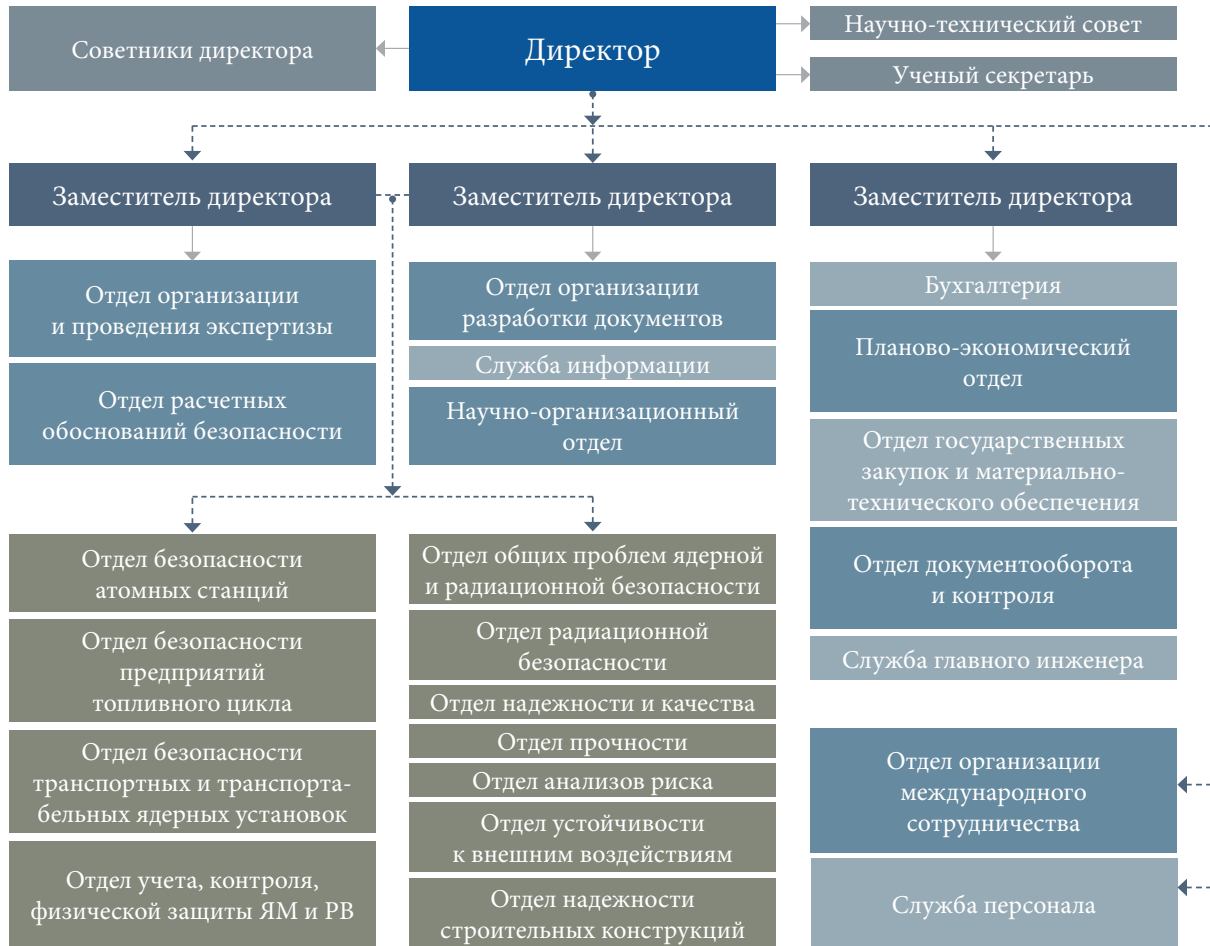 Советники директора
Директор
Научно-технический совет
Ученый секретарь
Заместитель директора
Заместитель директора
Заместитель директора
Отдел организации
и проведения экспертизы
Отдел расчетных
обоснований безопасности
Отдел организации
разработки документов
Служба информации
Научно-организационный
отдел
Бухгалтерия
Планово-экономический
отдел
Отдел государственных
закупок и материально-
технического обеспечения
Отдел документооборота
и контроля
Служба главного инженера
Отдел безопасности
атомных станций
Отдел безопасности
предприятий
топливного цикла
Отдел безопасности
транспортных и транспорта-
бельных ядерных установок
Отдел учета, контроля,
физической защиты ЯМ и РВ
Отдел общих проблем ядерной
и радиационной безопасности
Отдел радиационной
безопасности
Отдел надежности и качества
Отдел прочности
Отдел анализов риска
Отдел устойчивости
к внешним воздействиям
Отдел надежности
строительных конструкций
Отдел организации
международного
сотрудничества
Служба персонала